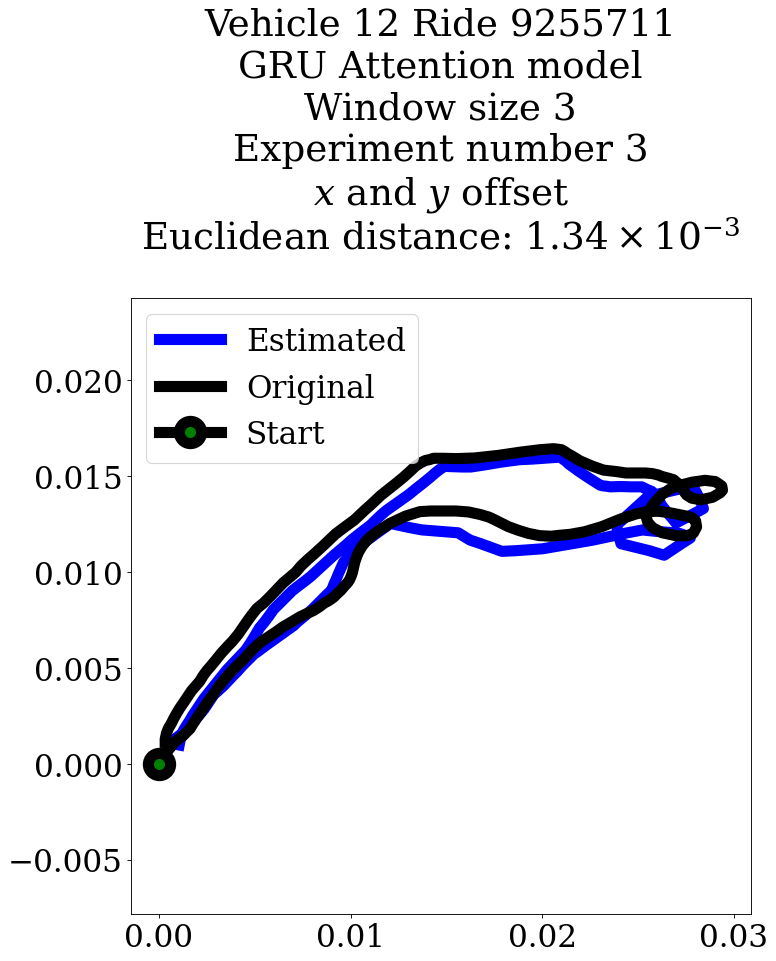 Vehicle 12 Ride 9255711
GRU Attention model
Window size 3
Experiment number 3
x and y offset
Euclidean distance: 1.34 × 10⁻³
Estimated
Original
Start
0.020
0.015
0.010
0.005
0.000
−0.005
0.00 0.01 0.02 0.03